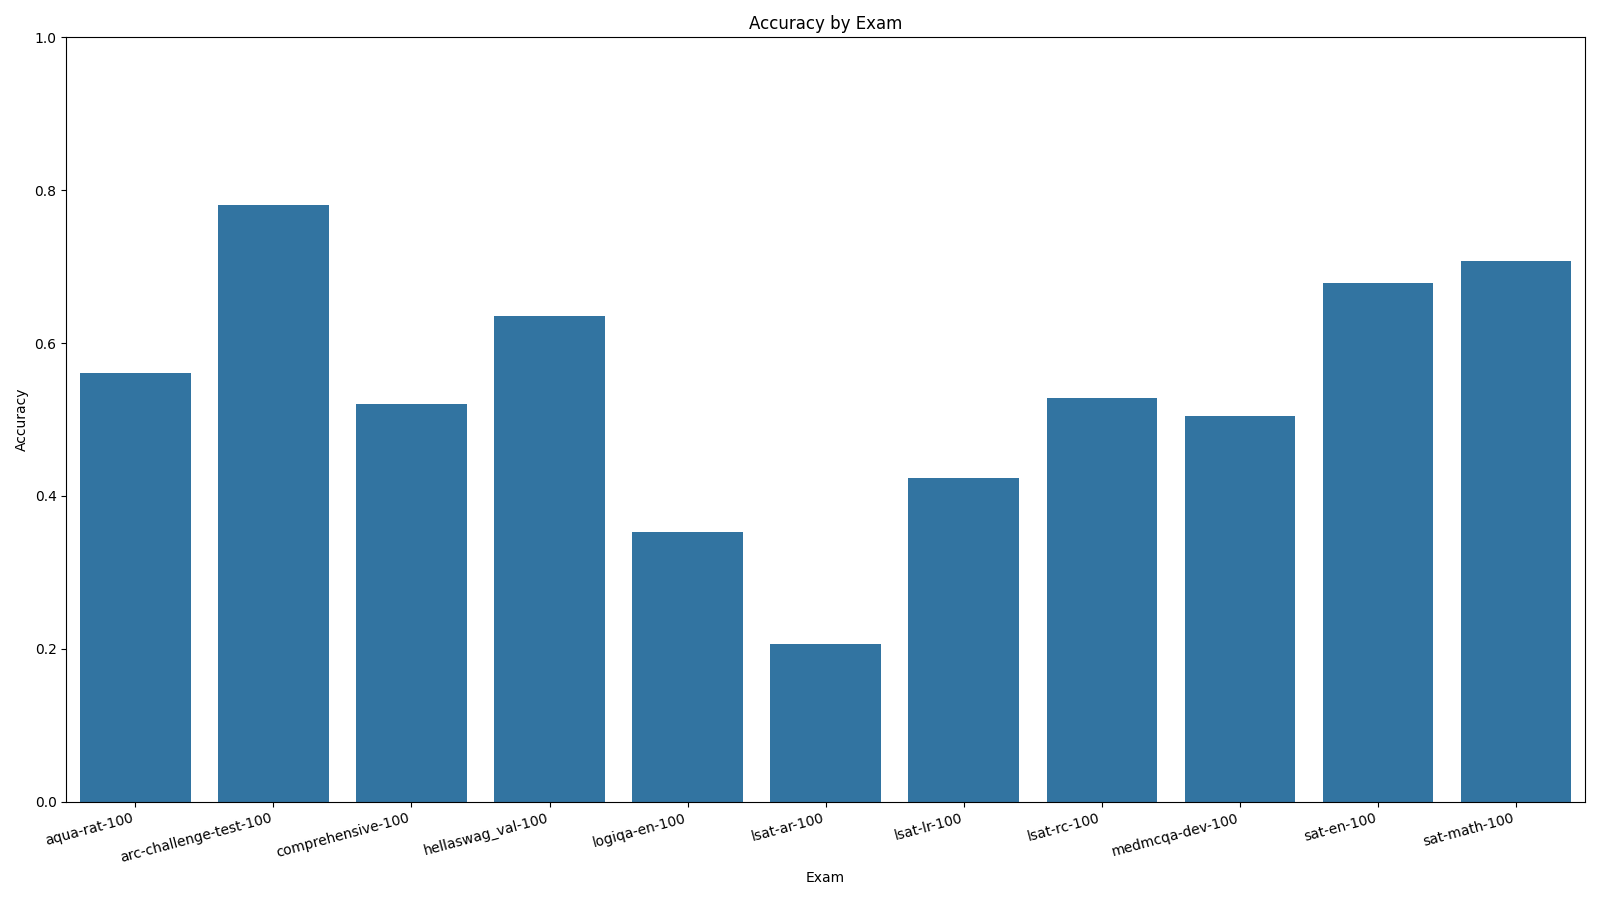 Accuracy by Exam
1.0
0.8
0.6
0.4
0.2
0.0
Accuracy
aqua-rat-100
arc-challenge-test-100
comprehensive-100
hellaswag_val-100
logiqa-en-100
lsat-ar-100
lsat-lr-100
lsat-rc-100
medmcqa-dev-100
sat-en-100
sat-math-100
Exam